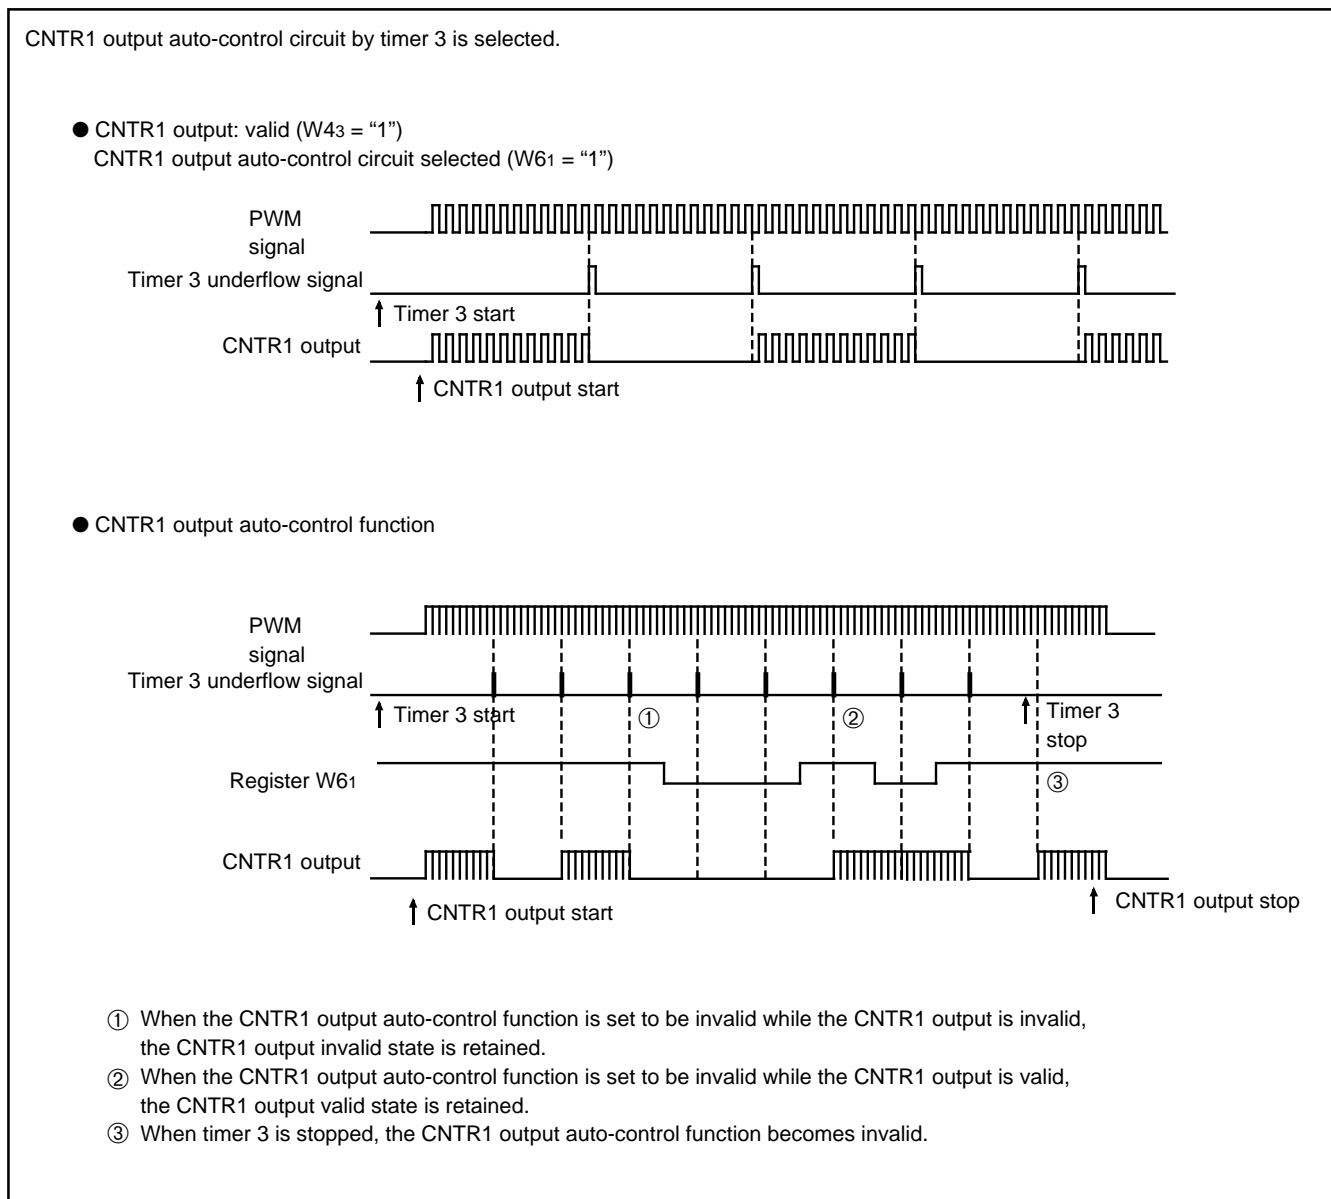 CNTR1 output auto-control circuit by timer 3 is selected.
● CNTR1 output: valid (W43 = “1”)
CNTR1 output auto-control circuit selected (W61 = “1”)
PWM
signal
Timer 3 underflow signal
Timer 3 start
CNTR1 output
CNTR1 output start
● CNTR1 output auto-control function
PWM
signal
Timer 3 underflow signal
Timer 3 start
①
②
Timer 3
stop
Register W61
③
CNTR1 output
CNTR1 output start
CNTR1 output stop
① When the CNTR1 output auto-control function is set to be invalid while the CNTR1 output is invalid,
the CNTR1 output invalid state is retained.
② When the CNTR1 output auto-control function is set to be invalid while the CNTR1 output is valid,
the CNTR1 output valid state is retained.
③ When timer 3 is stopped, the CNTR1 output auto-control function becomes invalid.